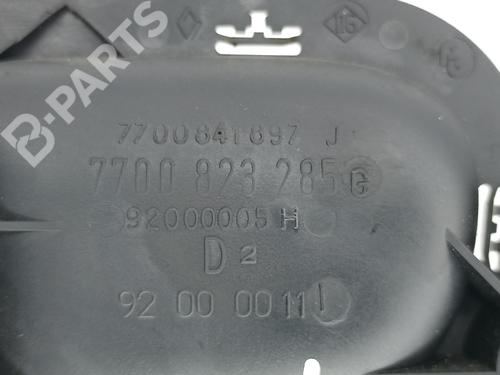 B-PARTS
7700841897 J
7700 823 285 G
92000005 H
D 2
92 00 0011 I